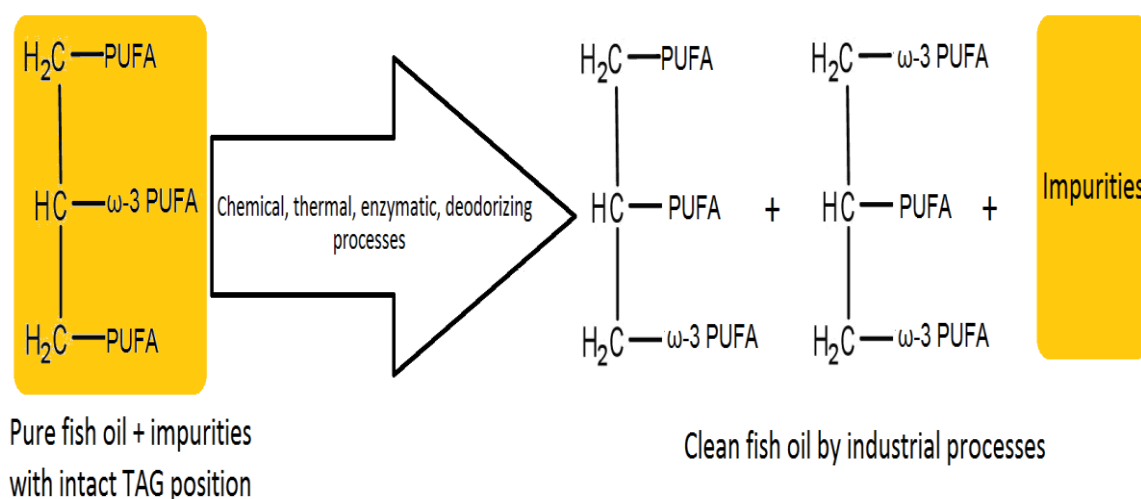 H₂C—PUFA
HC—ω-3 PUFA
H₂C—PUFA
Pure fish oil + impurities
with intact TAG position
Chemical, thermal, enzymatic, deodorizing
processes
H₂C—PUFA
HC—PUFA
H₂C—ω-3 PUFA
+
H₂C—ω-3 PUFA
HC—PUFA
H₂C—ω-3 PUFA
+
Impurities
Clean fish oil by industrial processes